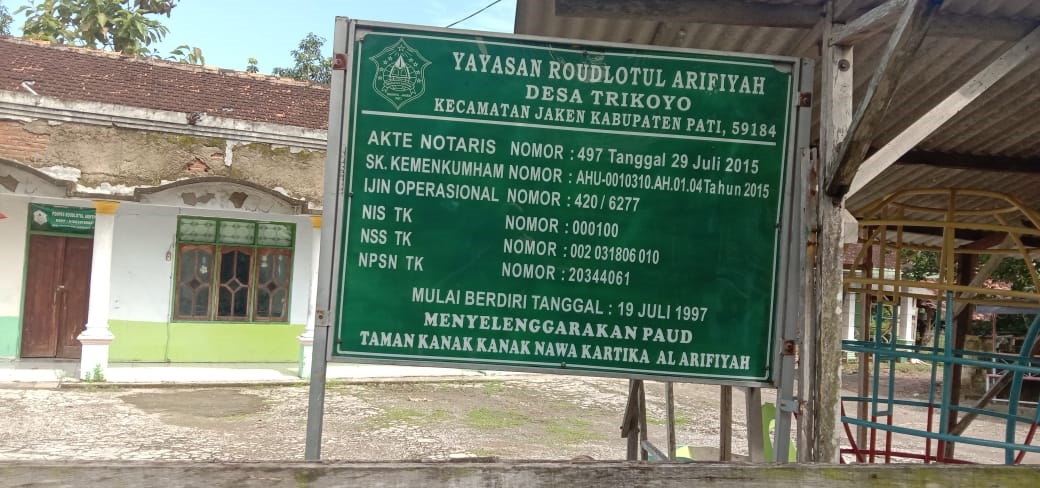 YAYASAN ROUDLOTUL ARIFIYAH
DESA TRIKOYO
KECAMATAN JAKEN KABUPATEN PATI, 59184
AKTE NOTARIS NOMOR : 497 Tanggal 29 Juli 2015
SK. KEMENKUMHAM NOMOR : AHU-0010310.AH.01.04 Tahun 2015
IJIN OPERASIONAL NOMOR : 420 / 6277
NIS TK NOMOR : 000100
NSS TK NOMOR : 002 031806 010
NPSN TK NOMOR : 20344061
MULAI BERDIRI TANGGAL : 19 JULI 1997
MENYELENGGARAKAN PAUD
TAMAN KANAK KANAK NAWA KARTIKA AL ARIFIYAH